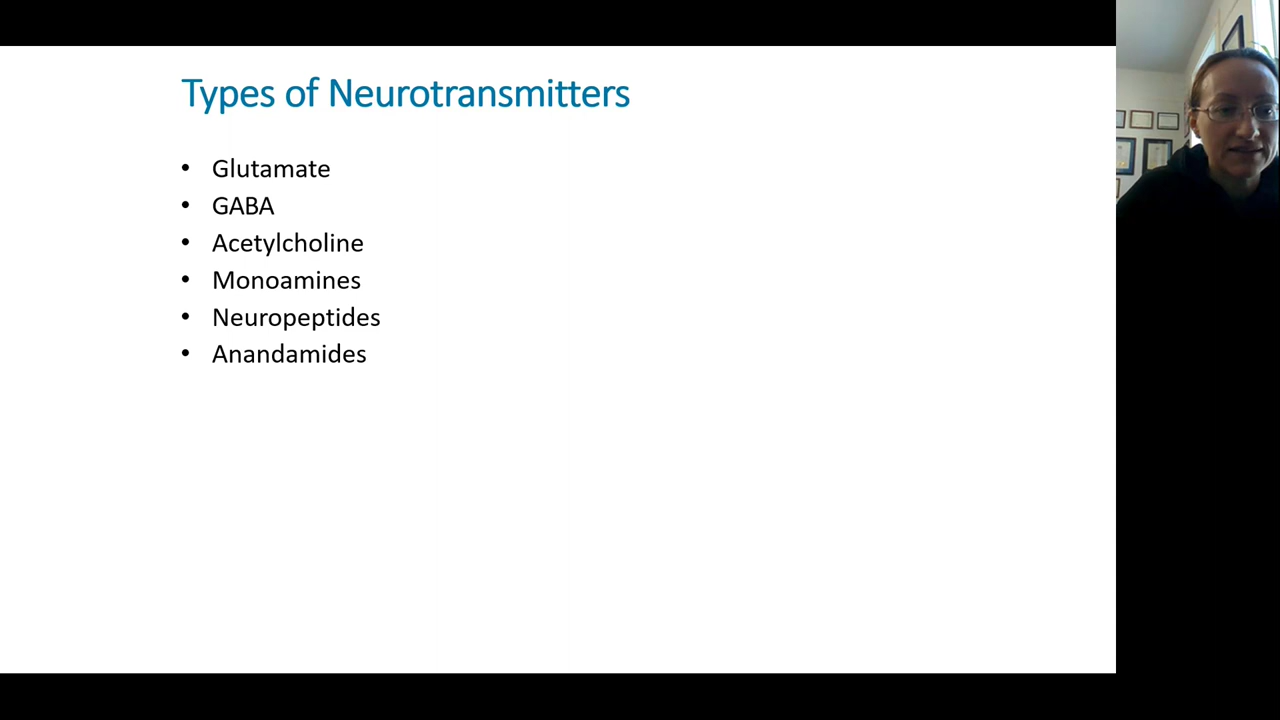 Types of Neurotransmitters
• Glutamate
• GABA
• Acetylcholine
• Monoamines
• Neuropeptides
• Anandamides